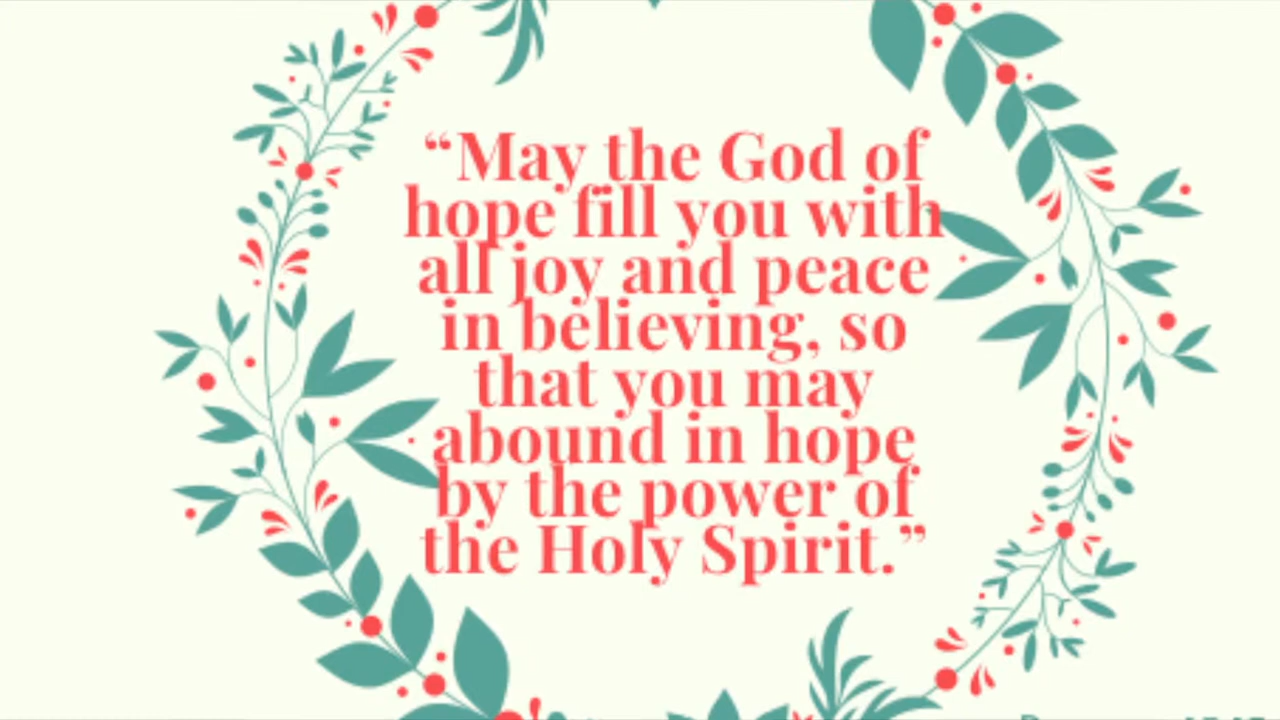 “May the God of
hope fill you with
all joy and peace
in believing, so
that you may
abound in hope
by the power of
the Holy Spirit.”